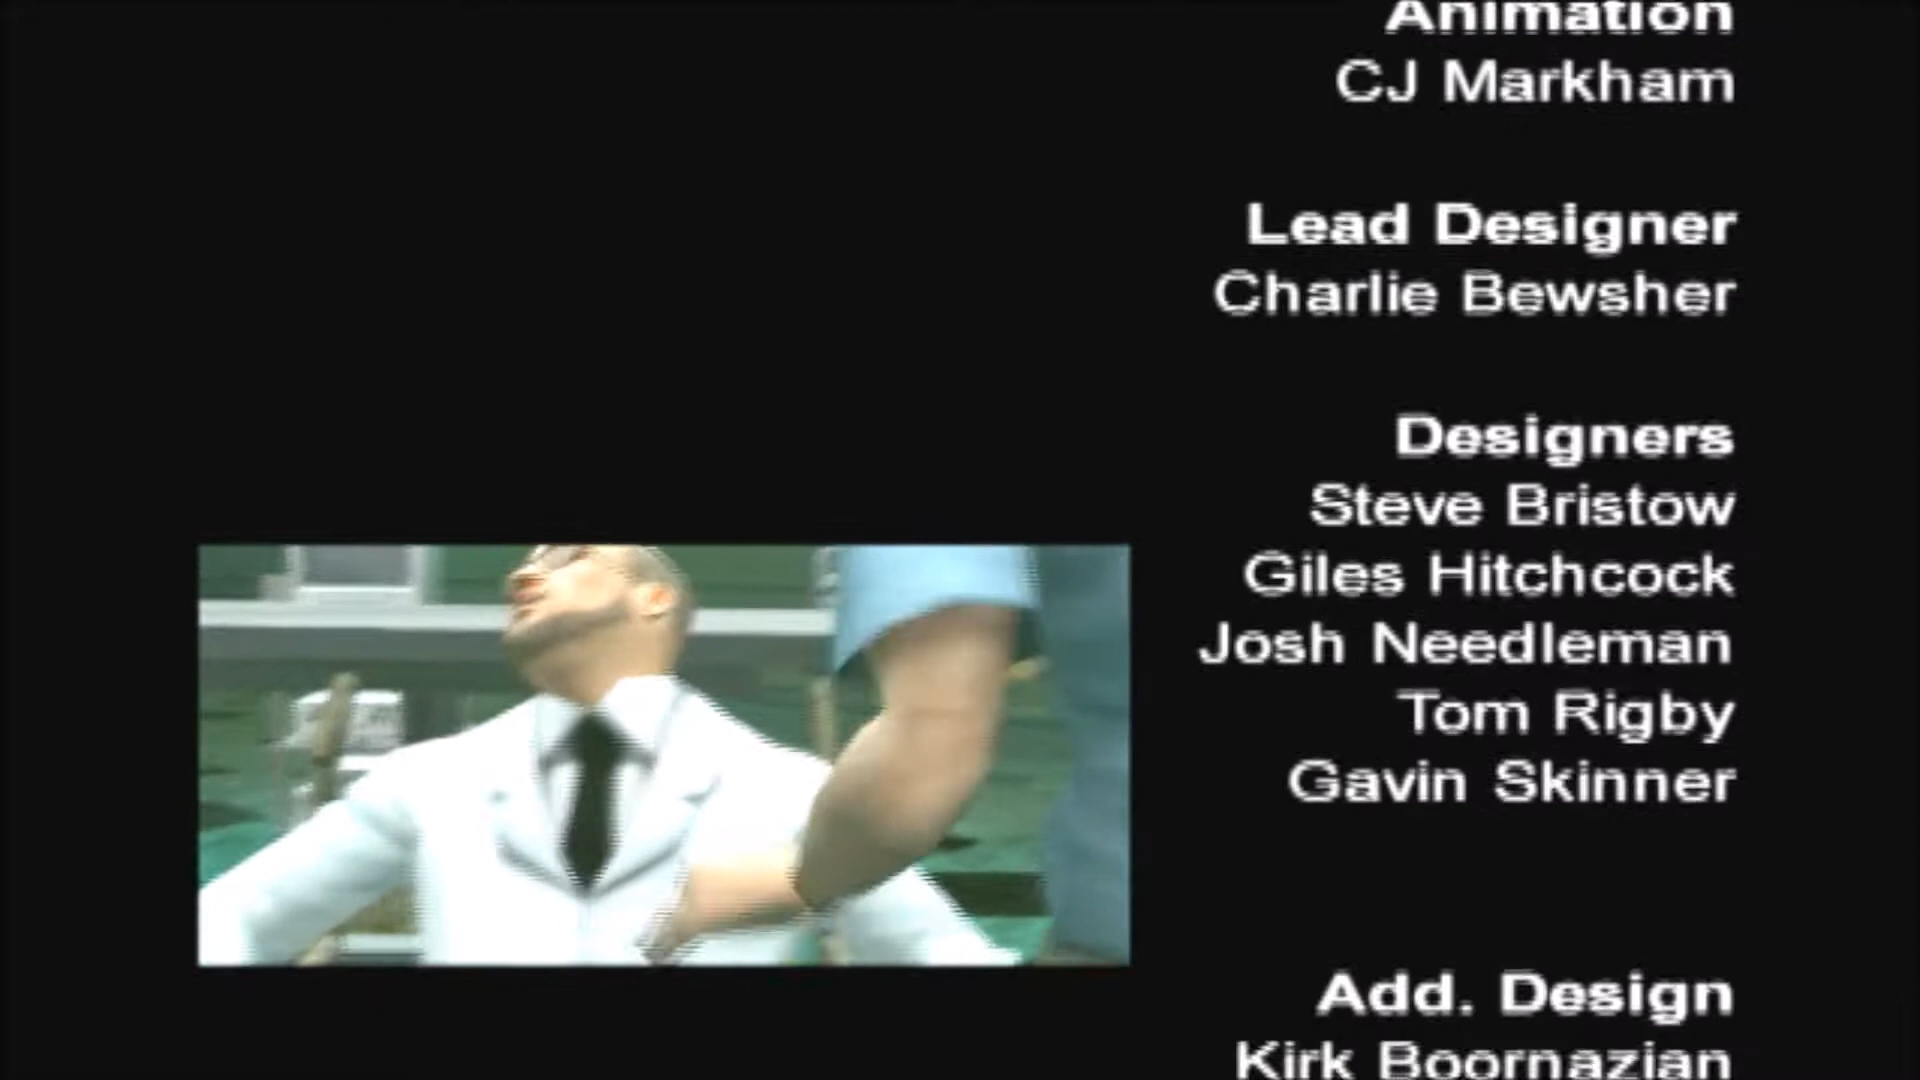 Animation
CJ Markham
Lead Designer
Charlie Bewsher
Designers
Steve Bristow
Giles Hitchcock
Josh Needleman
Tom Rigby
Gavin Skinner
Add. Design
Kirk Boornazian